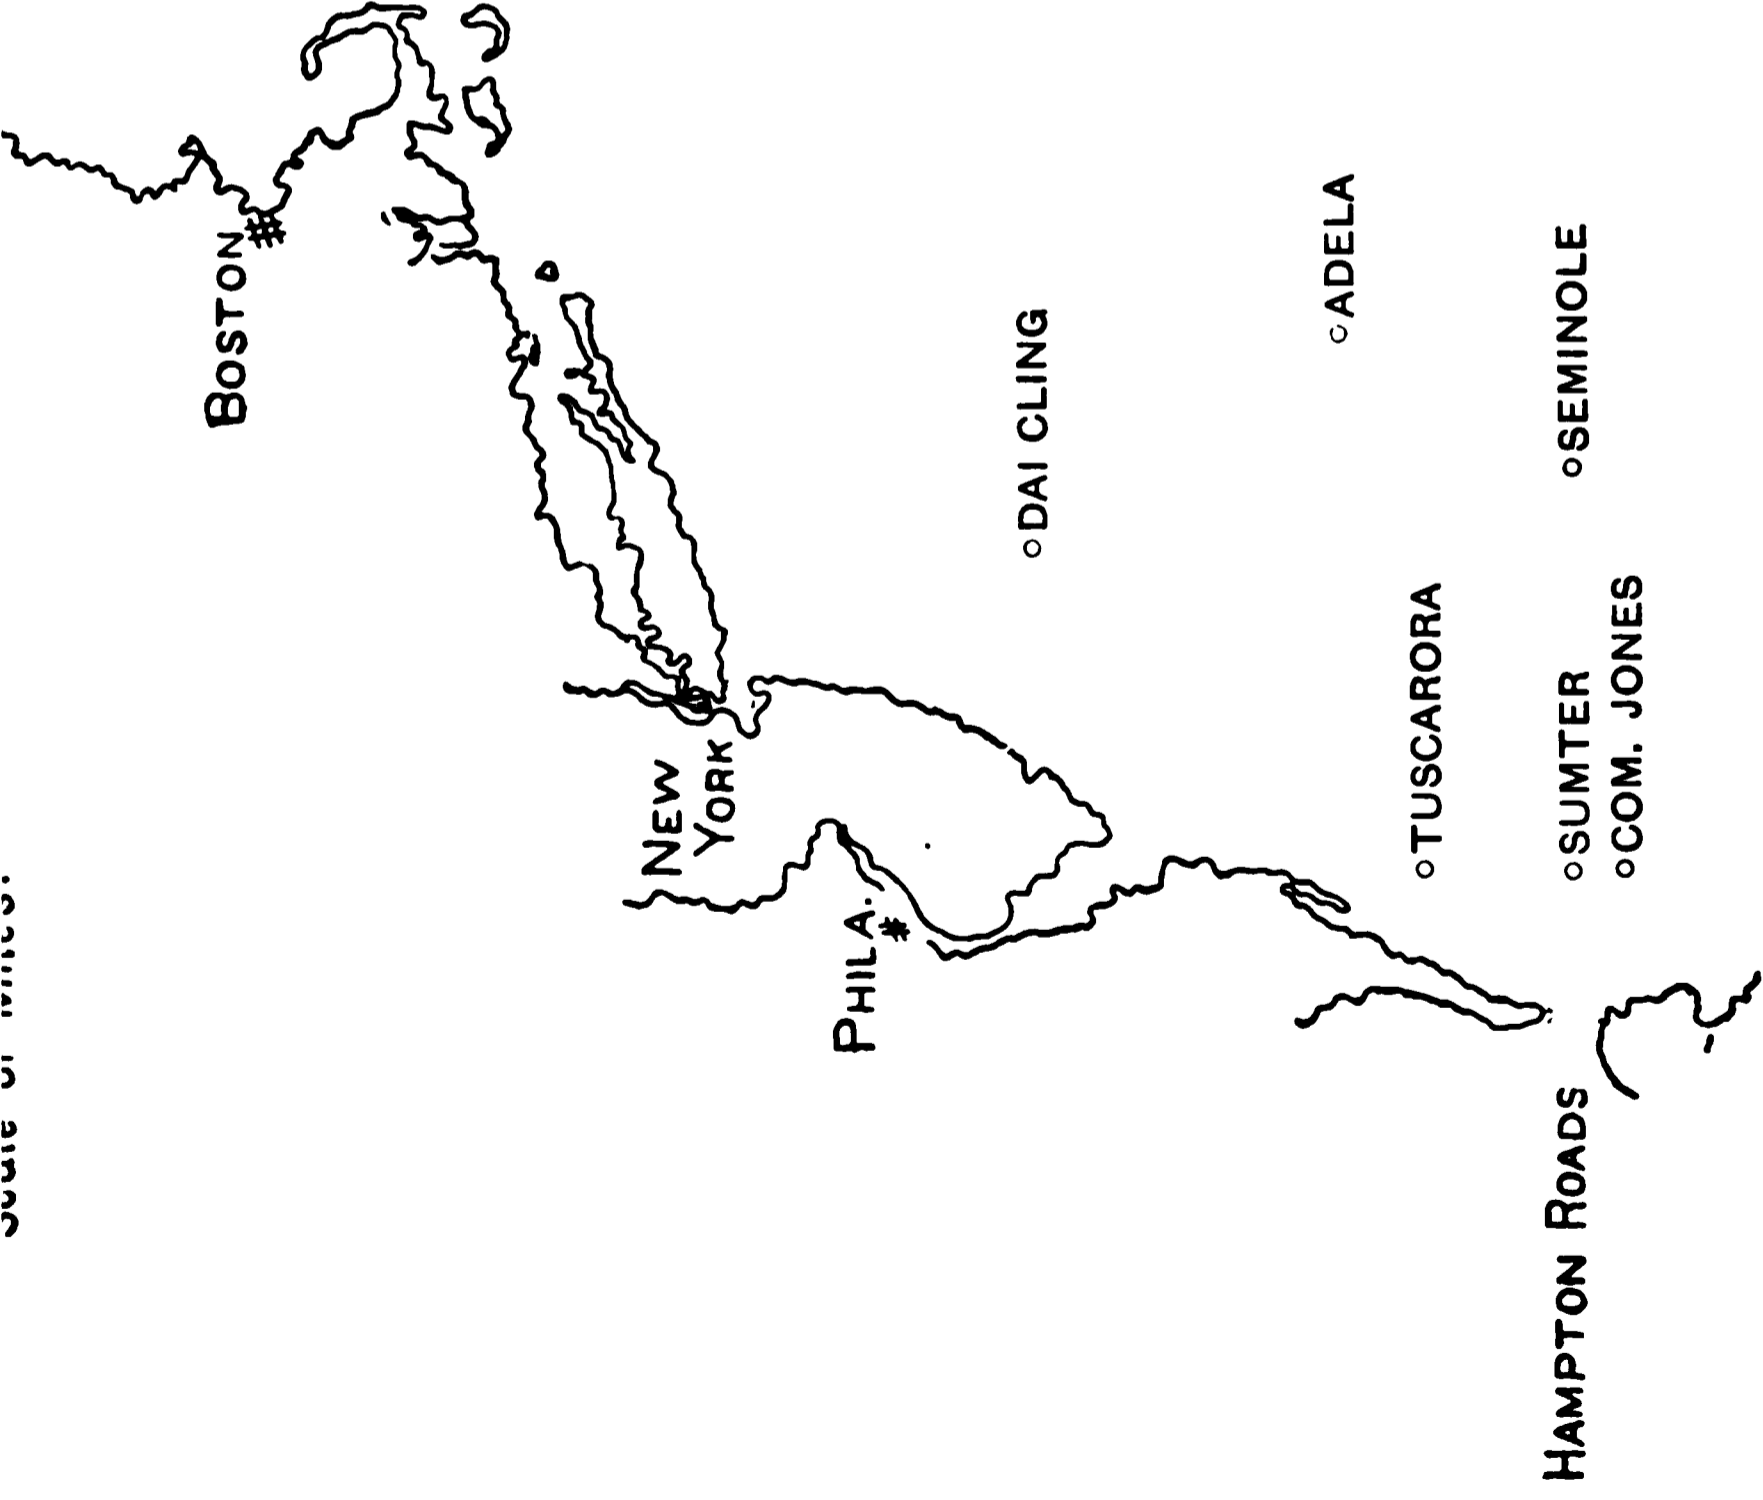 BOSTON
NEW
YORK
PHILA.
DAI CLING
ADELA
TUSCARORA
SEMINOLE
SUMTER
COM. JONES
HAMPTON ROADS